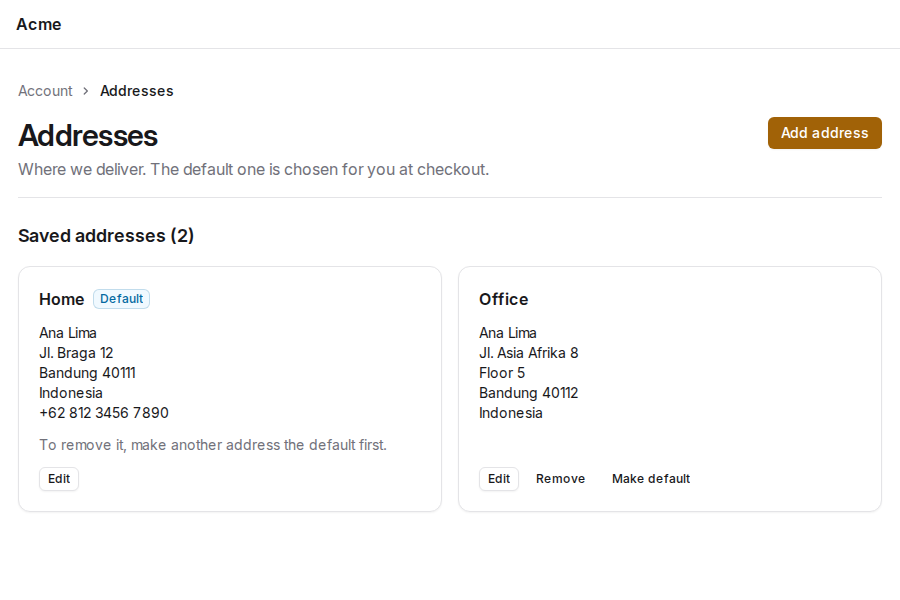 Acme
Account > Addresses
Addresses
Add address
Where we deliver. The default one is chosen for you at checkout.
Saved addresses (2)
Home Default
Ana Lima
Jl. Braga 12
Bandung 40111
Indonesia
+62 812 3456 7890
To remove it, make another address the default first.
Edit
Office
Ana Lima
Jl. Asia Afrika 8
Floor 5
Bandung 40112
Indonesia
Edit Remove Make default